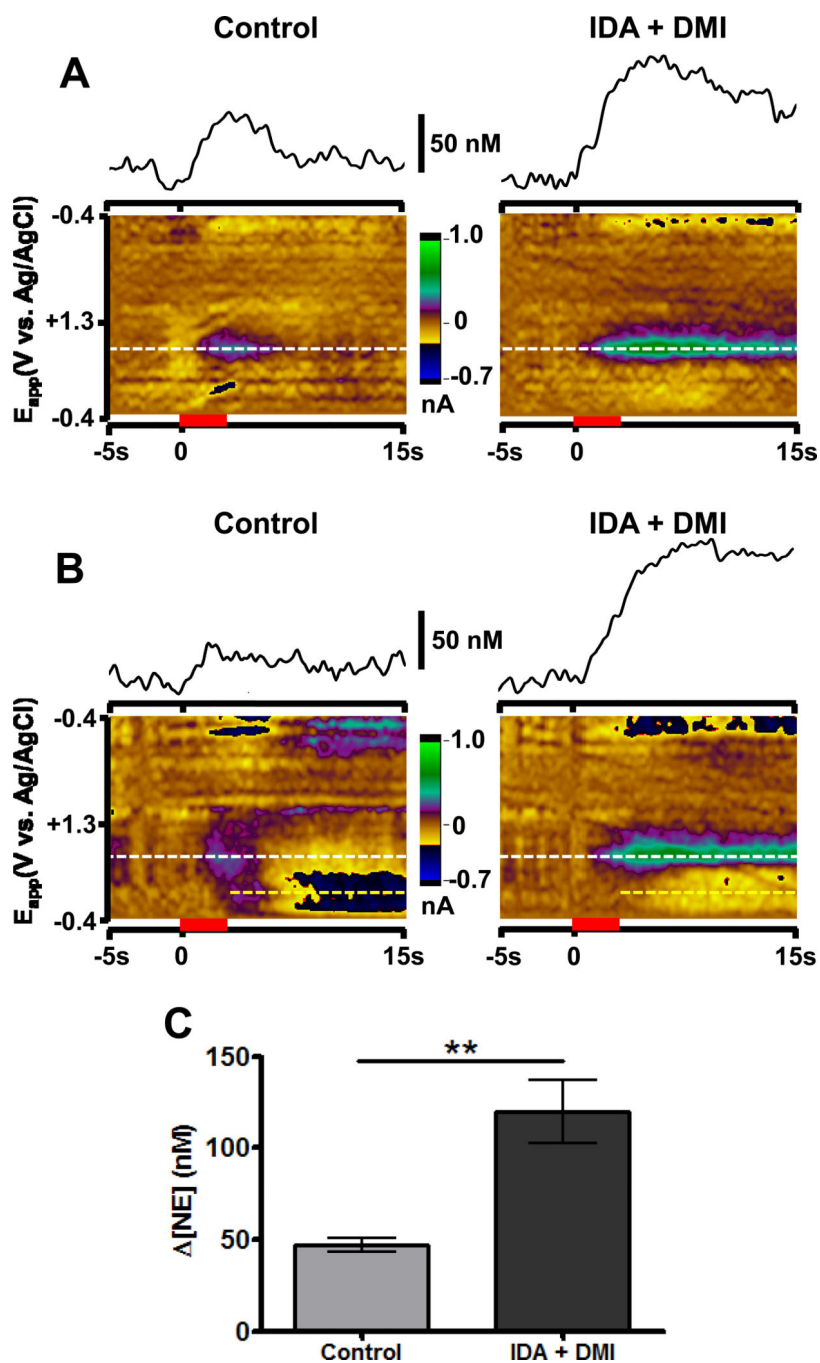 Control IDA + DMI
A
50 nM
-0.4
+1.3
-0.4
E_app(V vs. Ag/AgCl)
1.0
0
-0.7
nA
-5s 0 15s -5s 0 15s
Control IDA + DMI
B
50 nM
-0.4
+1.3
-0.4
E_app(V vs. Ag/AgCl)
1.0
0
-0.7
nA
-5s 0 15s -5s 0 15s
C
**
150
100
50
0
Δ[NE] (nM)
Control IDA + DMI